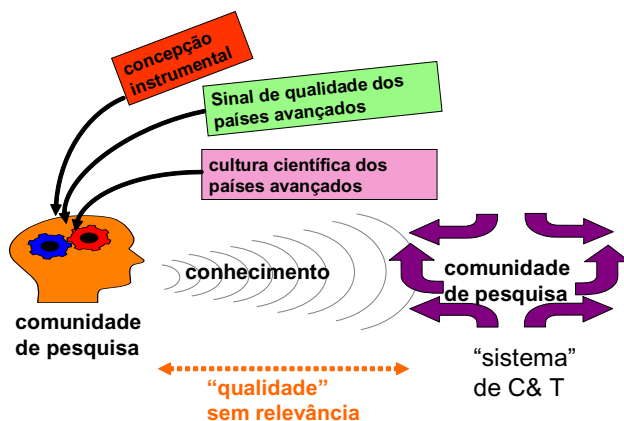 concepção
instrumental
Sinal de qualidade dos
países avançados
cultura científica dos
países avançados
conhecimento
comunidade
de pesquisa
comunidade
de pesquisa
“qualidade”
sem relevância
“sistema”
de C& T